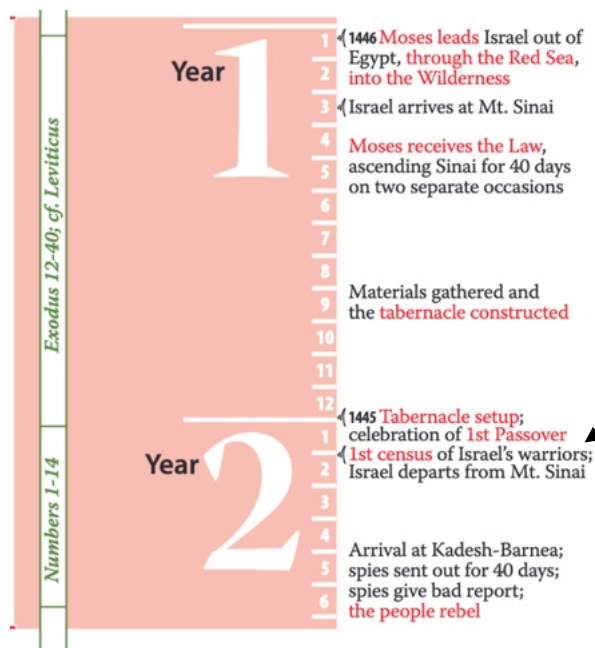 Exodus 12-40; cf. Leviticus
Numbers 1-14
Year 1
1
2
3
4
5
6
7
8
9
10
11
12
Year 2
1
2
3
4
5
6
1446 Moses leads Israel out of
Egypt, through the Red Sea,
into the Wilderness
Israel arrives at Mt. Sinai
Moses receives the Law,
ascending Sinai for 40 days
on two separate occasions
Materials gathered and
the tabernacle constructed
1445 Tabernacle setup;
celebration of 1st Passover
1st census of Israel's warriors;
Israel departs from Mt. Sinai
Arrival at Kadesh-Barnea;
spies sent out for 40 days;
spies give bad report;
the people rebel